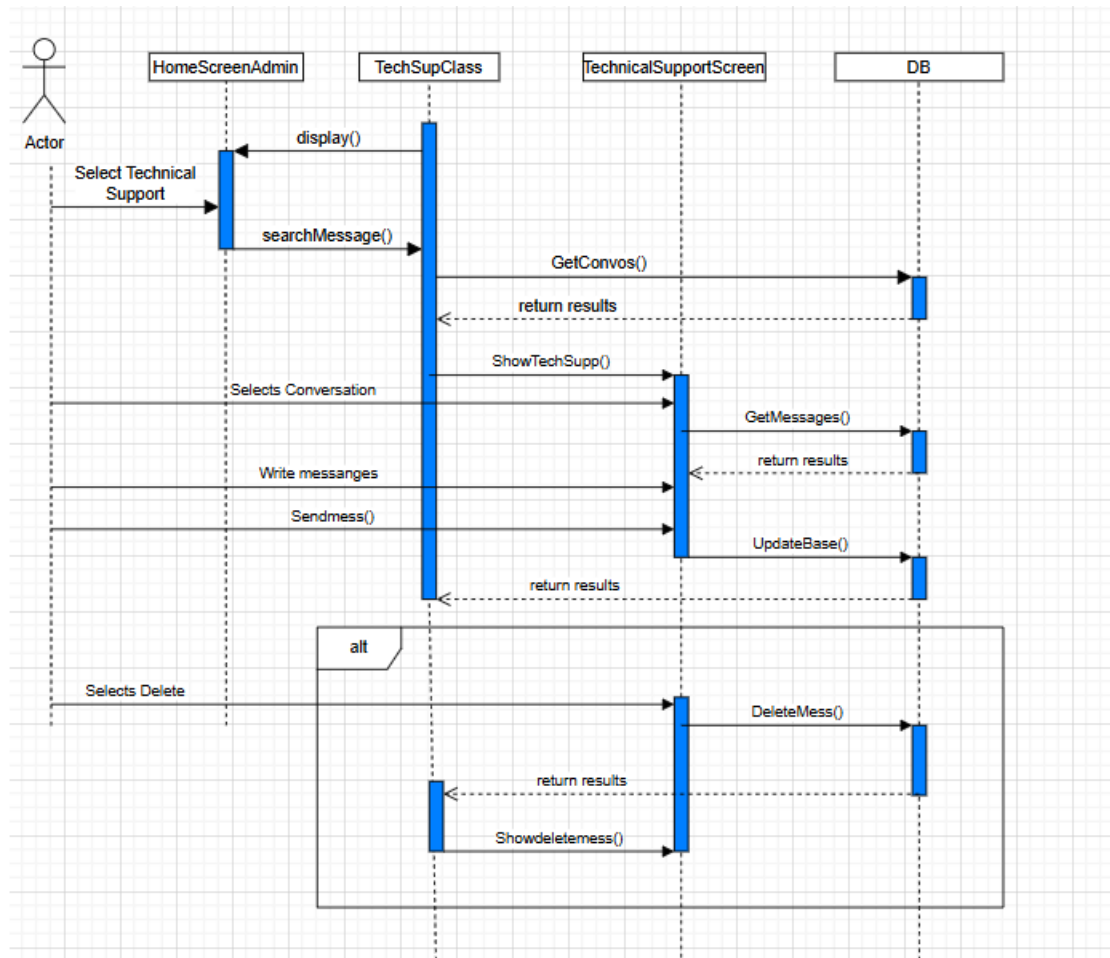 HomeScreenAdmin
TechSupClass
TechnicalSupportScreen
DB
Actor
display()
Select Technical
Support
searchMessage()
GetConvos()
return results
ShowTechSupp()
Selects Conversation
GetMessages()
return results
Write messanges
Sendmess()
UpdateBase()
return results
alt
Selects Delete
DeleteMess()
return results
Showdeletemess()